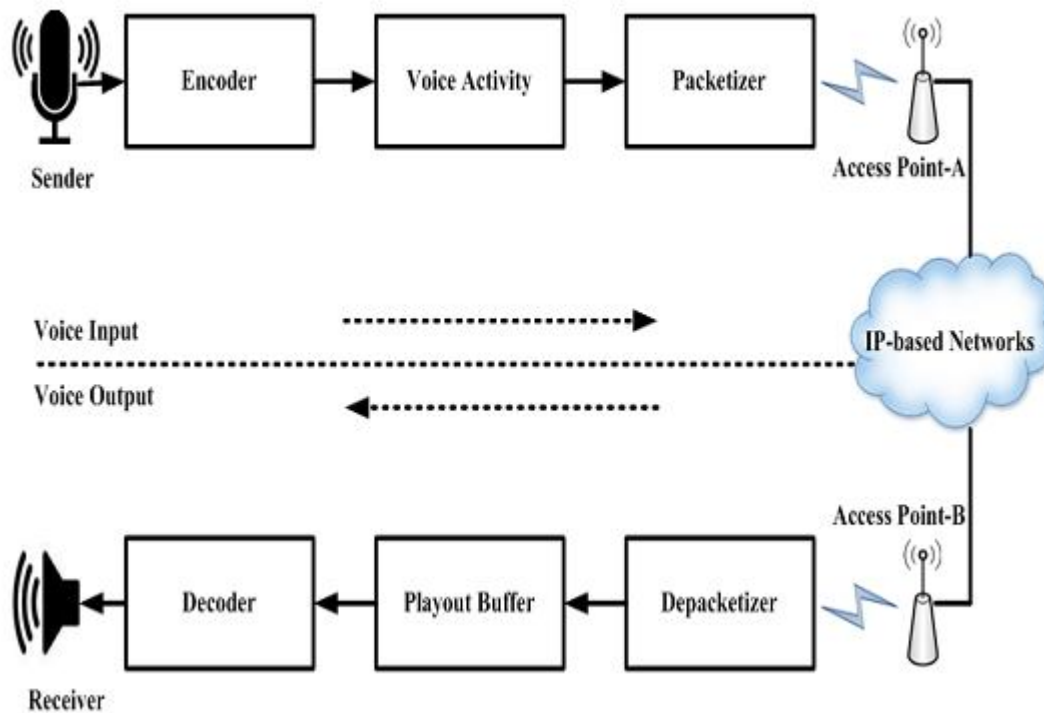 Encoder
Voice Activity
Packetizer
Sender
Access Point-A
Voice Input
IP-based Networks
Voice Output
Access Point-B
Decoder
Playout Buffer
Depacketizer
Receiver